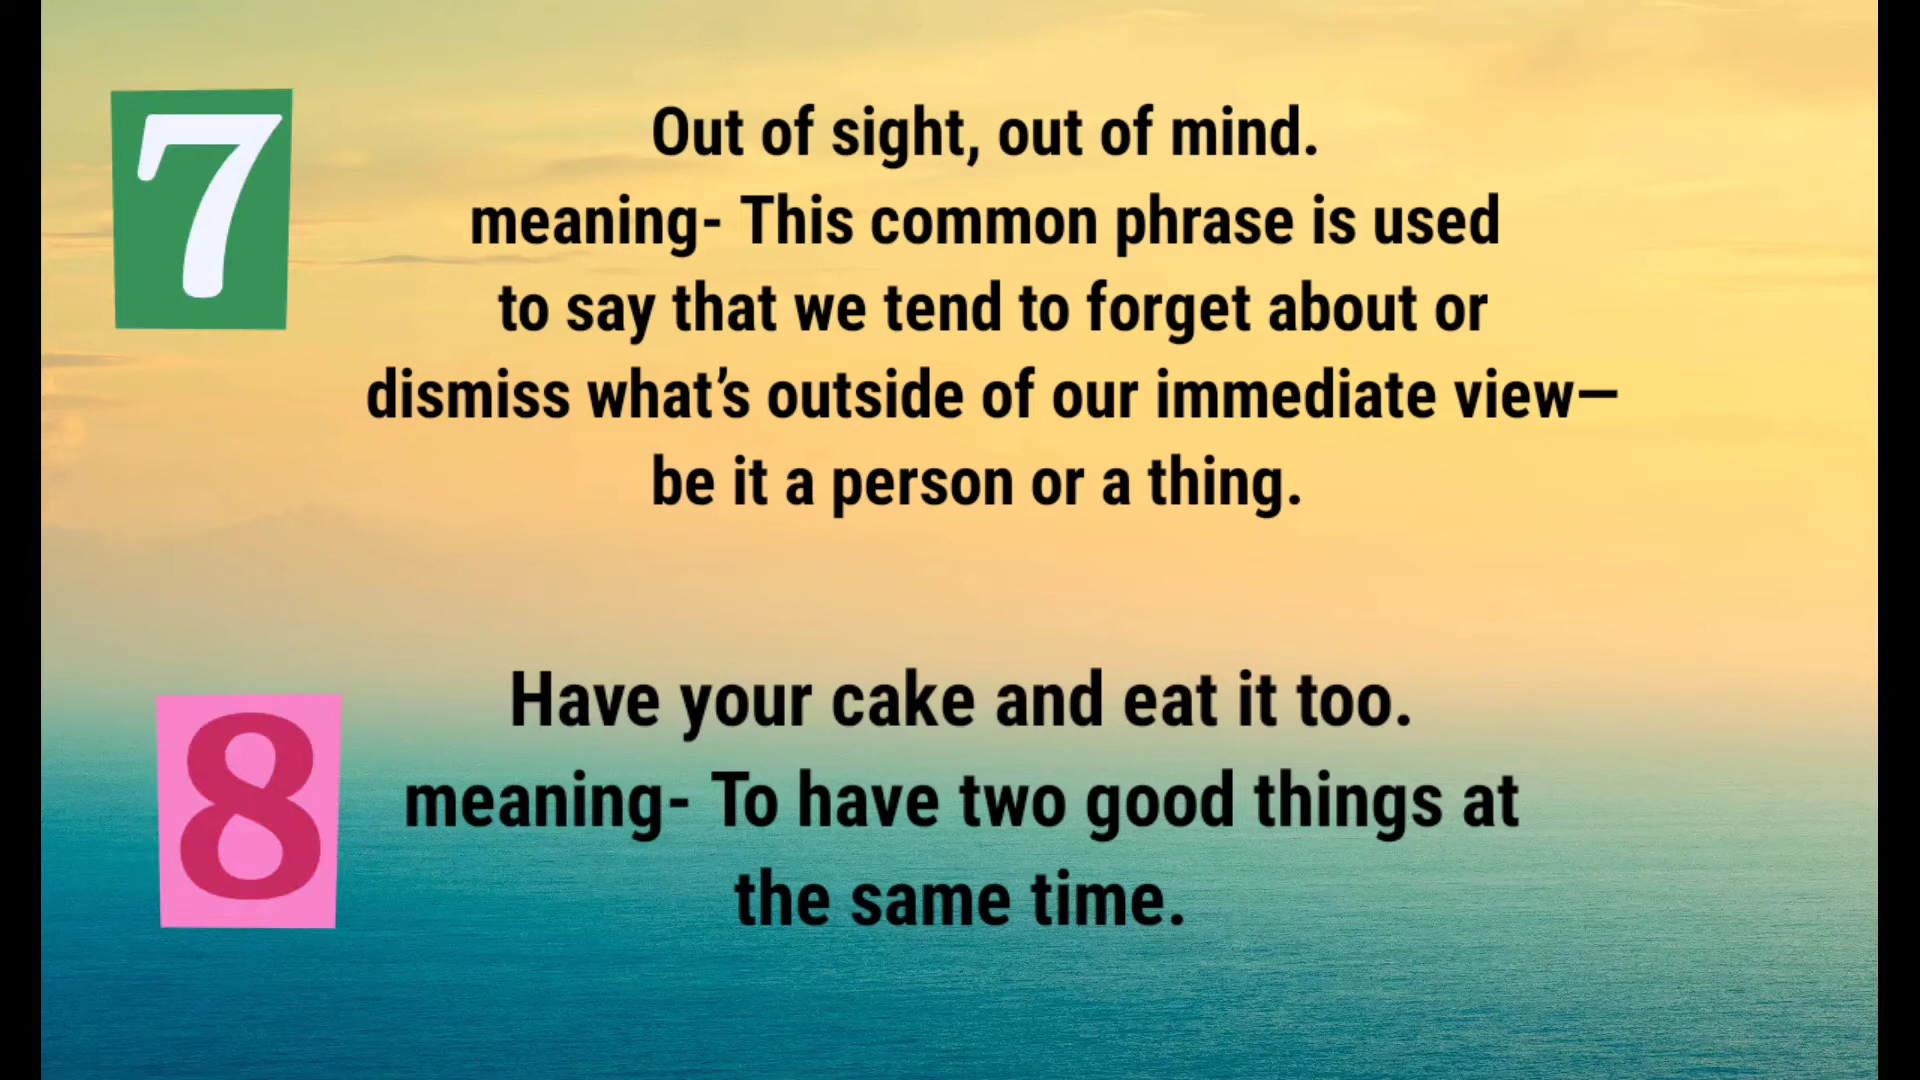 7
Out of sight, out of mind.
meaning- This common phrase is used
to say that we tend to forget about or
dismiss what’s outside of our immediate view—
be it a person or a thing.
8
Have your cake and eat it too.
meaning- To have two good things at
the same time.